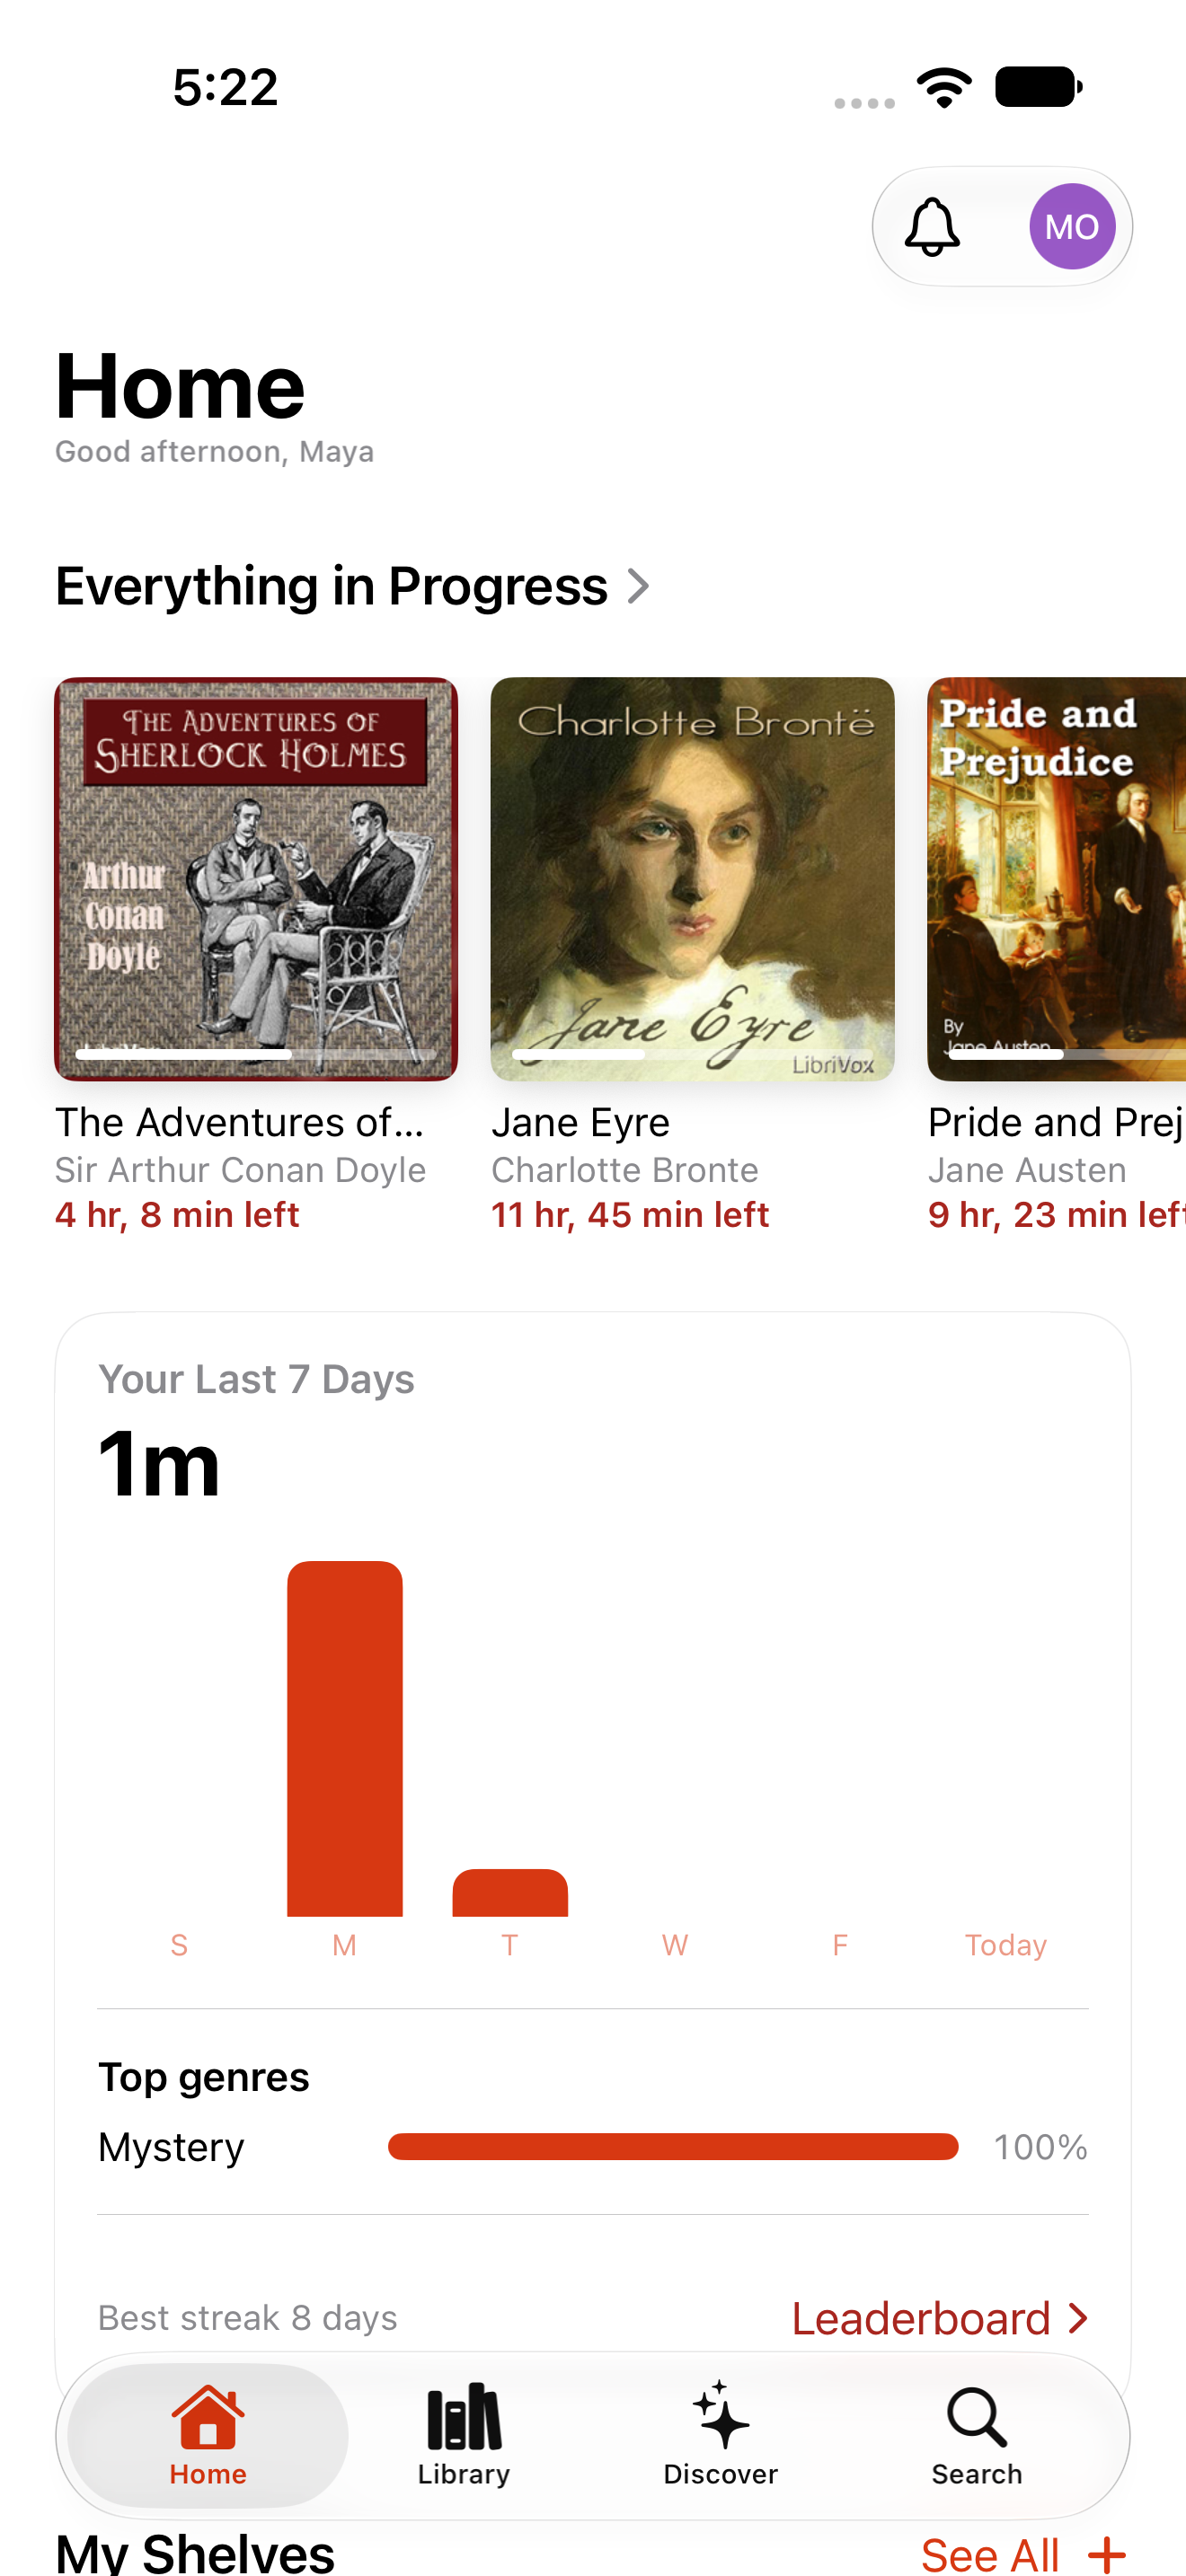 5:22
MO
Home
Good afternoon, Maya
Everything in Progress
THE ADVENTURES OF
SHERLOCK HOLMES
Arthur
Conan
Doyle
Charlotte Brontë
Jane Eyre
LibriVox
Pride and
Prejudice
By
Jane Austen
The Adventures of...
Sir Arthur Conan Doyle
4 hr, 8 min left
Jane Eyre
Charlotte Bronte
11 hr, 45 min left
Pride and Prej
Jane Austen
9 hr, 23 min left
Your Last 7 Days
1m
S M T W F Today
Top genres
Mystery 100%
Best streak 8 days
Leaderboard
Home
Library
Discover
Search
My Shelves
See All